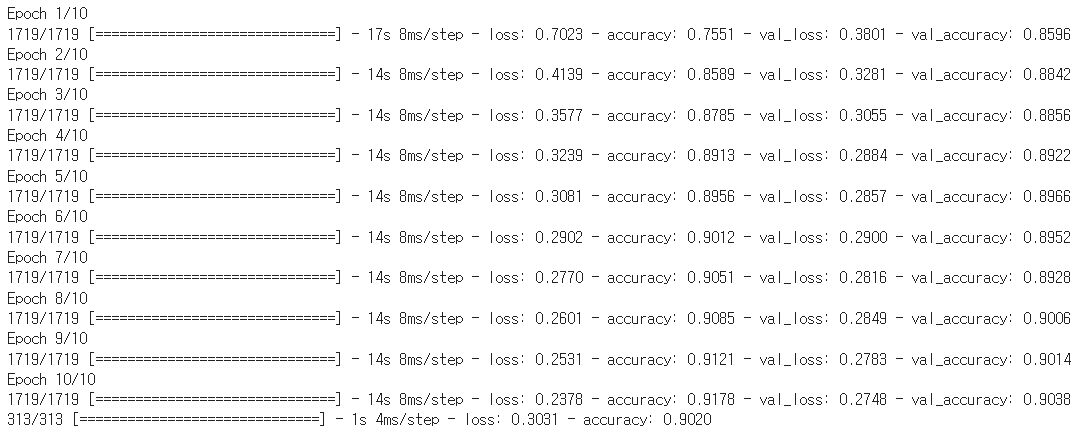 Epoch 1/10
1719/1719 [==============================] - 17s 8ms/step - loss: 0.7023 - accuracy: 0.7551 - val_loss: 0.3801 - val_accuracy: 0.8596
Epoch 2/10
1719/1719 [==============================] - 14s 8ms/step - loss: 0.4139 - accuracy: 0.8589 - val_loss: 0.3281 - val_accuracy: 0.8842
Epoch 3/10
1719/1719 [==============================] - 14s 8ms/step - loss: 0.3577 - accuracy: 0.8785 - val_loss: 0.3055 - val_accuracy: 0.8856
Epoch 4/10
1719/1719 [==============================] - 14s 8ms/step - loss: 0.3239 - accuracy: 0.8913 - val_loss: 0.2884 - val_accuracy: 0.8922
Epoch 5/10
1719/1719 [==============================] - 14s 8ms/step - loss: 0.3081 - accuracy: 0.8956 - val_loss: 0.2857 - val_accuracy: 0.8966
Epoch 6/10
1719/1719 [==============================] - 14s 8ms/step - loss: 0.2902 - accuracy: 0.9012 - val_loss: 0.2900 - val_accuracy: 0.8952
Epoch 7/10
1719/1719 [==============================] - 14s 8ms/step - loss: 0.2770 - accuracy: 0.9051 - val_loss: 0.2816 - val_accuracy: 0.8928
Epoch 8/10
1719/1719 [==============================] - 14s 8ms/step - loss: 0.2601 - accuracy: 0.9085 - val_loss: 0.2849 - val_accuracy: 0.9006
Epoch 9/10
1719/1719 [==============================] - 14s 8ms/step - loss: 0.2531 - accuracy: 0.9121 - val_loss: 0.2783 - val_accuracy: 0.9014
Epoch 10/10
1719/1719 [==============================] - 14s 8ms/step - loss: 0.2378 - accuracy: 0.9178 - val_loss: 0.2748 - val_accuracy: 0.9038
313/313 [==============================] - 1s 4ms/step - loss: 0.3031 - accuracy: 0.9020